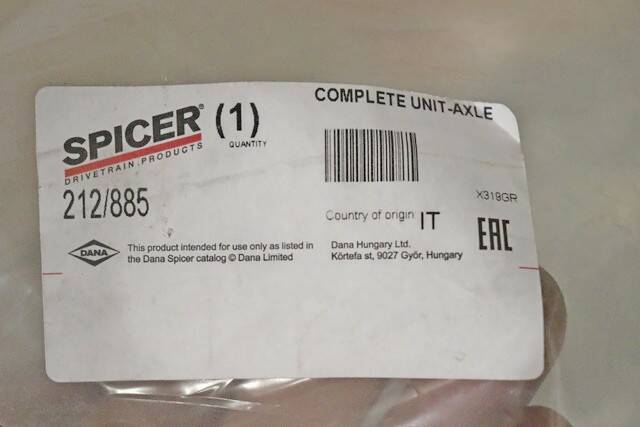 SPICER®
DRIVETRAIN.PRODUCTS
(1)
QUANTITY
COMPLETE UNIT-AXLE
212/885
X319GR
Country of origin IT
EAC
DANA
This product intended for use only as listed in
the Dana Spicer catalog © Dana Limited
Dana Hungary Ltd.
Körtefa st, 9027 Győr, Hungary